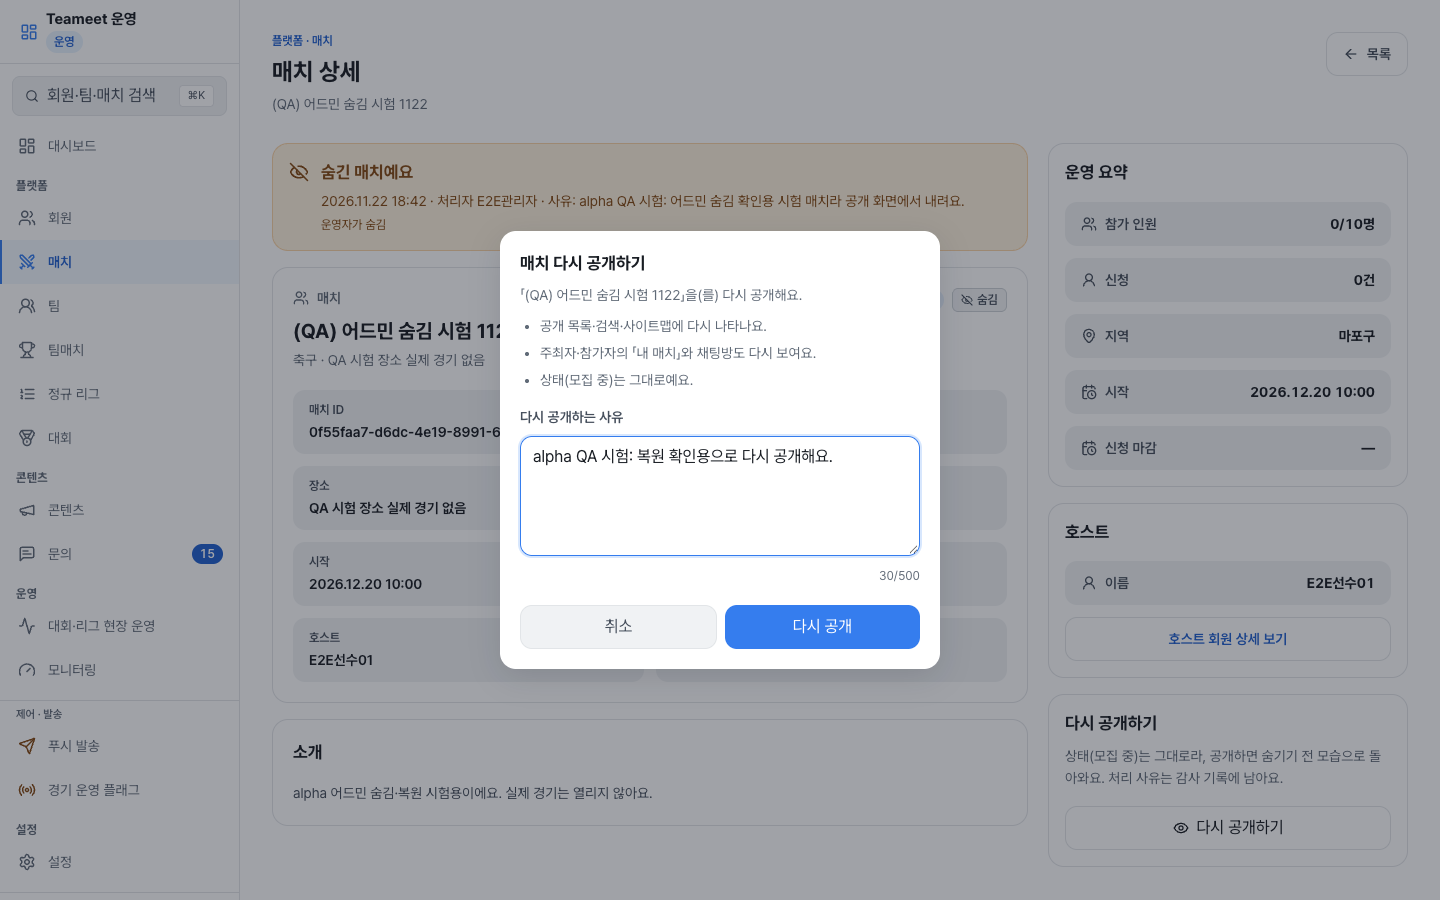 Teameet 운영
운영
회원·팀·매치 검색
⌘K
대시보드
플랫폼
회원
매치
팀
팀매치
정규 리그
대회
콘텐츠
콘텐츠
문의
15
운영
대회·리그 현장 운영
모니터링
제어 · 발송
푸시 발송
경기 운영 플래그
설정
설정
플랫폼 · 매치
매치 상세
(QA) 어드민 숨김 시험 1122
목록
숨긴 매치예요
2026.11.22 18:42 · 처리자 E2E관리자 · 사유: alpha QA 시험: 어드민 숨김 확인용 시험 매치라 공개 화면에서 내려요.
운영자가 숨김
매치
숨김
(QA) 어드민 숨김 시험 112
축구 · QA 시험 장소 실제 경기 없음
매치 ID
0f55faa7-d6dc-4e19-8991-6
장소
QA 시험 장소 실제 경기 없음
시작
2026.12.20 10:00
호스트
E2E선수01
소개
alpha 어드민 숨김·복원 시험용이에요. 실제 경기는 열리지 않아요.
매치 다시 공개하기
「(QA) 어드민 숨김 시험 1122」을(를) 다시 공개해요.
• 공개 목록·검색·사이트맵에 다시 나타나요.
• 주최자·참가자의 「내 매치」와 채팅방도 다시 보여요.
• 상태(모집 중)는 그대로예요.
다시 공개하는 사유
alpha QA 시험: 복원 확인용으로 다시 공개해요.
30/500
취소
다시 공개
운영 요약
참가 인원
0/10명
신청
0건
지역
마포구
시작
2026.12.20 10:00
신청 마감
—
호스트
이름
E2E선수01
호스트 회원 상세 보기
다시 공개하기
상태(모집 중)는 그대로라, 공개하면 숨기기 전 모습으로 돌
아와요. 처리 사유는 감사 기록에 남아요.
다시 공개하기